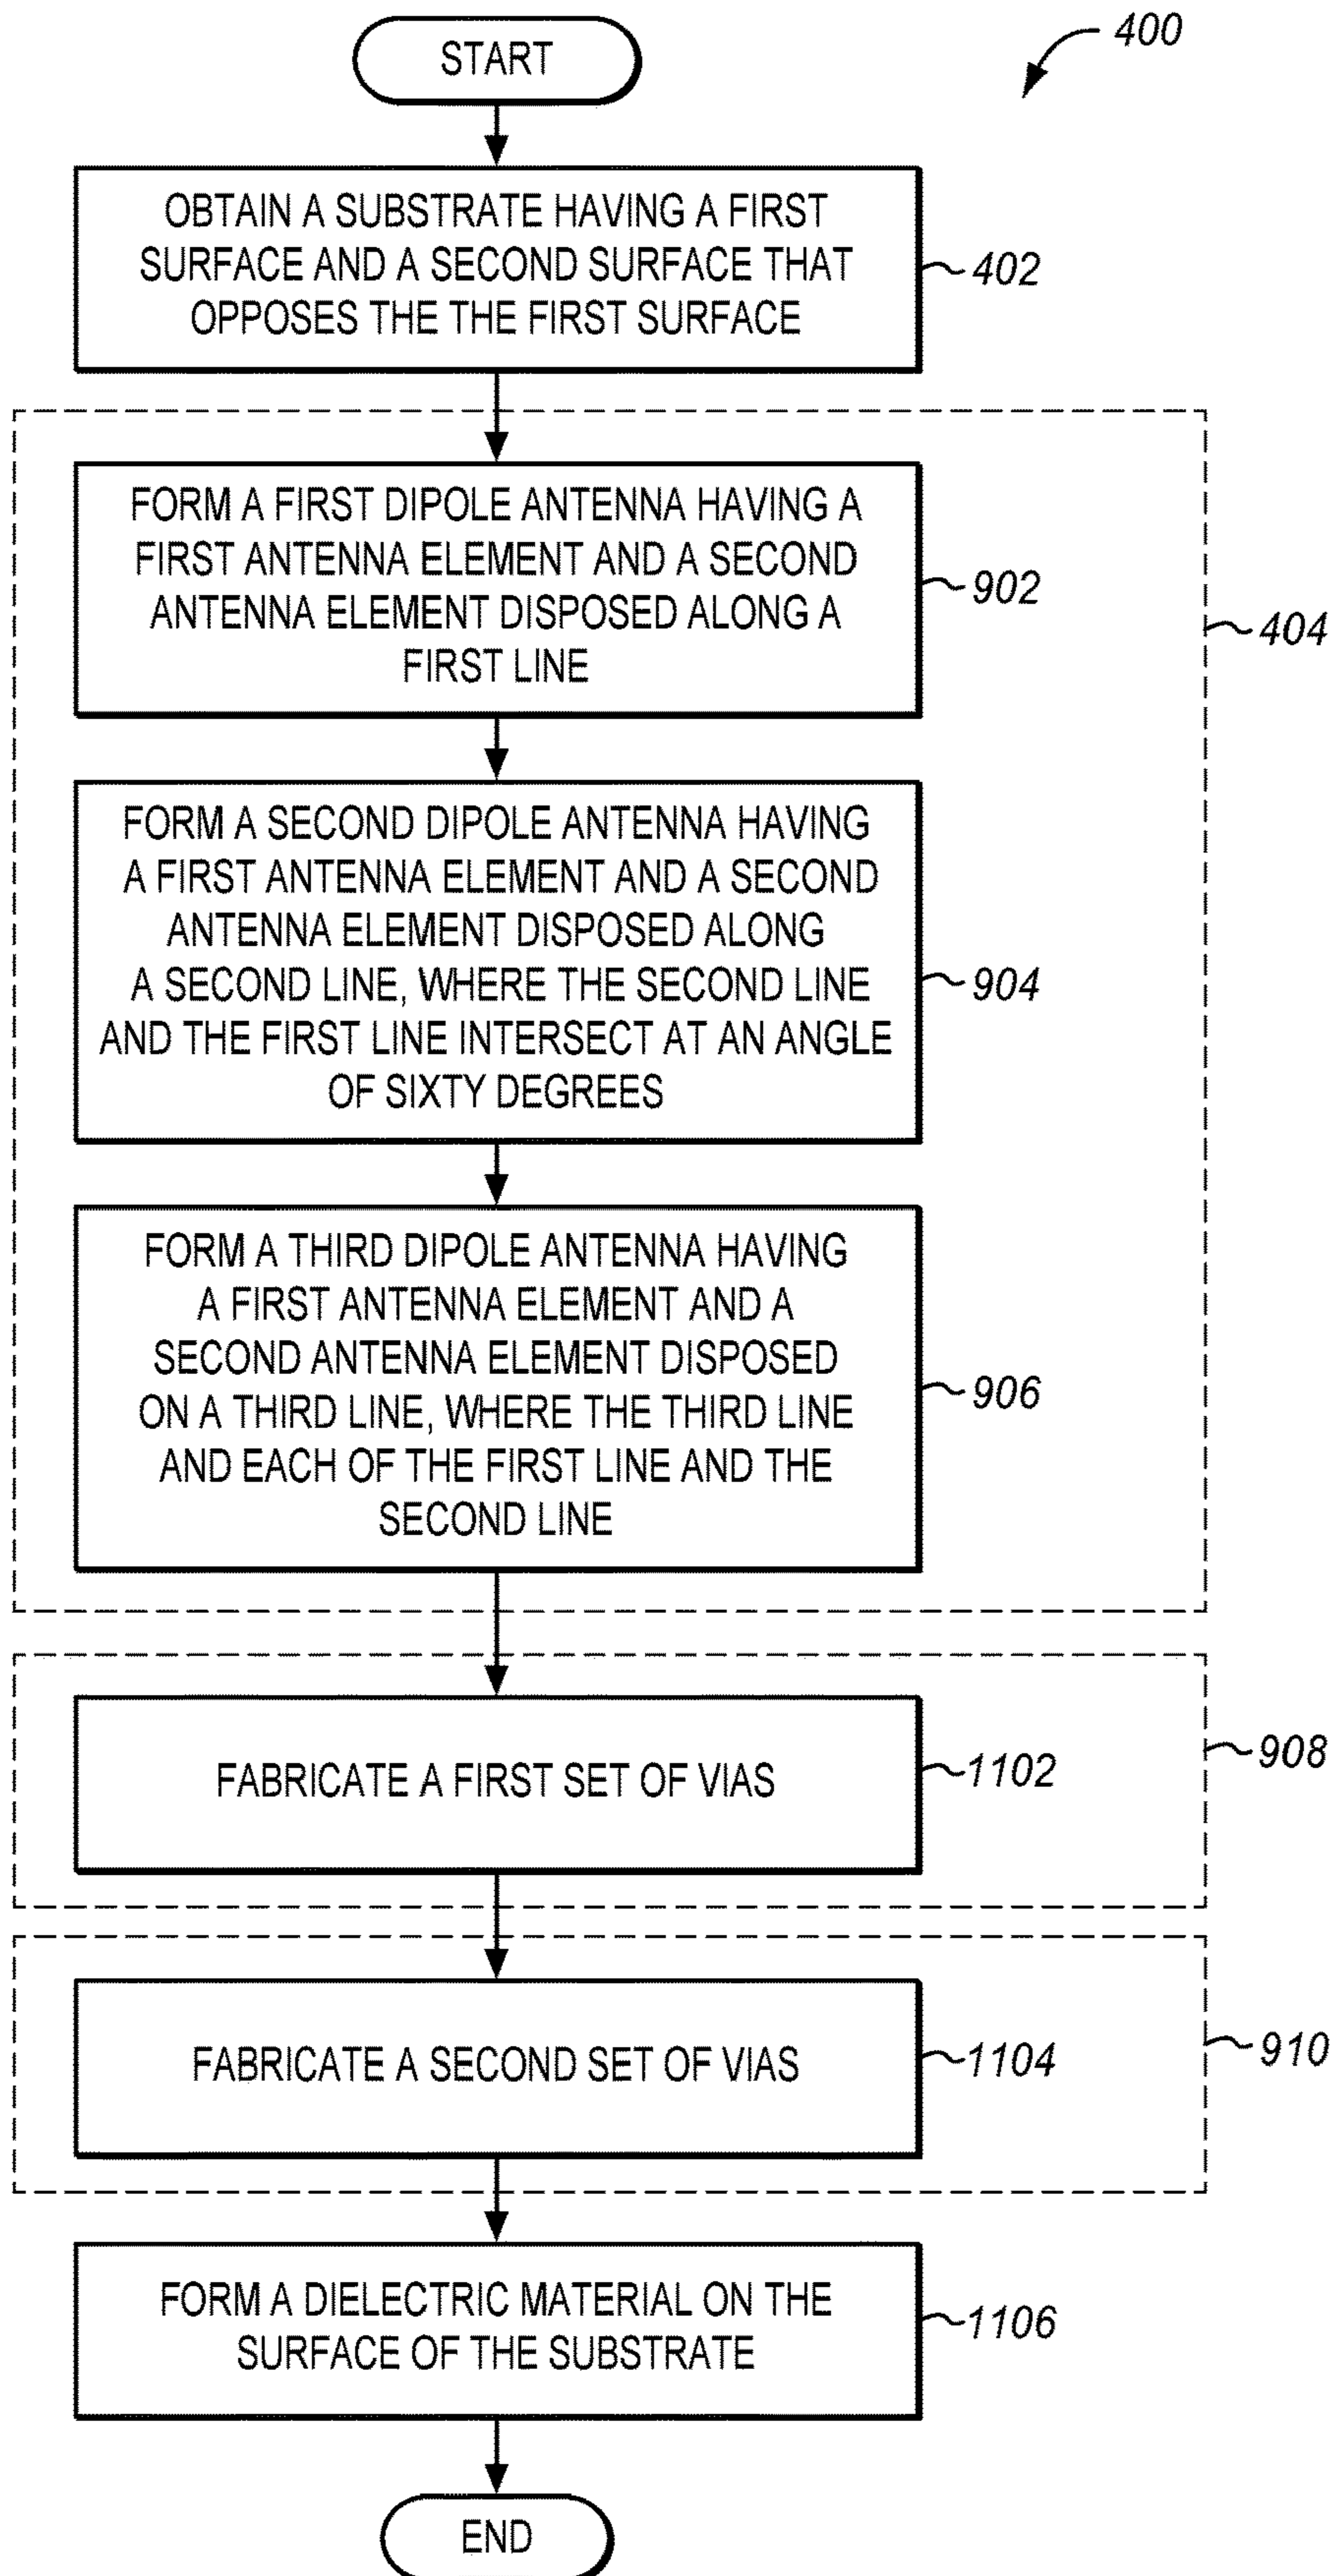 400
START
OBTAIN A SUBSTRATE HAVING A FIRST
SURFACE AND A SECOND SURFACE THAT
OPPOSES THE THE FIRST SURFACE
402
FORM A FIRST DIPOLE ANTENNA HAVING A
FIRST ANTENNA ELEMENT AND A SECOND
ANTENNA ELEMENT DISPOSED ALONG A
FIRST LINE
902
404
FORM A SECOND DIPOLE ANTENNA HAVING
A FIRST ANTENNA ELEMENT AND A SECOND
ANTENNA ELEMENT DISPOSED ALONG
A SECOND LINE, WHERE THE SECOND LINE
AND THE FIRST LINE INTERSECT AT AN ANGLE
OF SIXTY DEGREES
904
FORM A THIRD DIPOLE ANTENNA HAVING
A FIRST ANTENNA ELEMENT AND A
SECOND ANTENNA ELEMENT DISPOSED
ON A THIRD LINE, WHERE THE THIRD LINE
AND EACH OF THE FIRST LINE AND THE
SECOND LINE
906
FABRICATE A FIRST SET OF VIAS
1102
908
FABRICATE A SECOND SET OF VIAS
1104
910
FORM A DIELECTRIC MATERIAL ON THE
SURFACE OF THE SUBSTRATE
1106
END